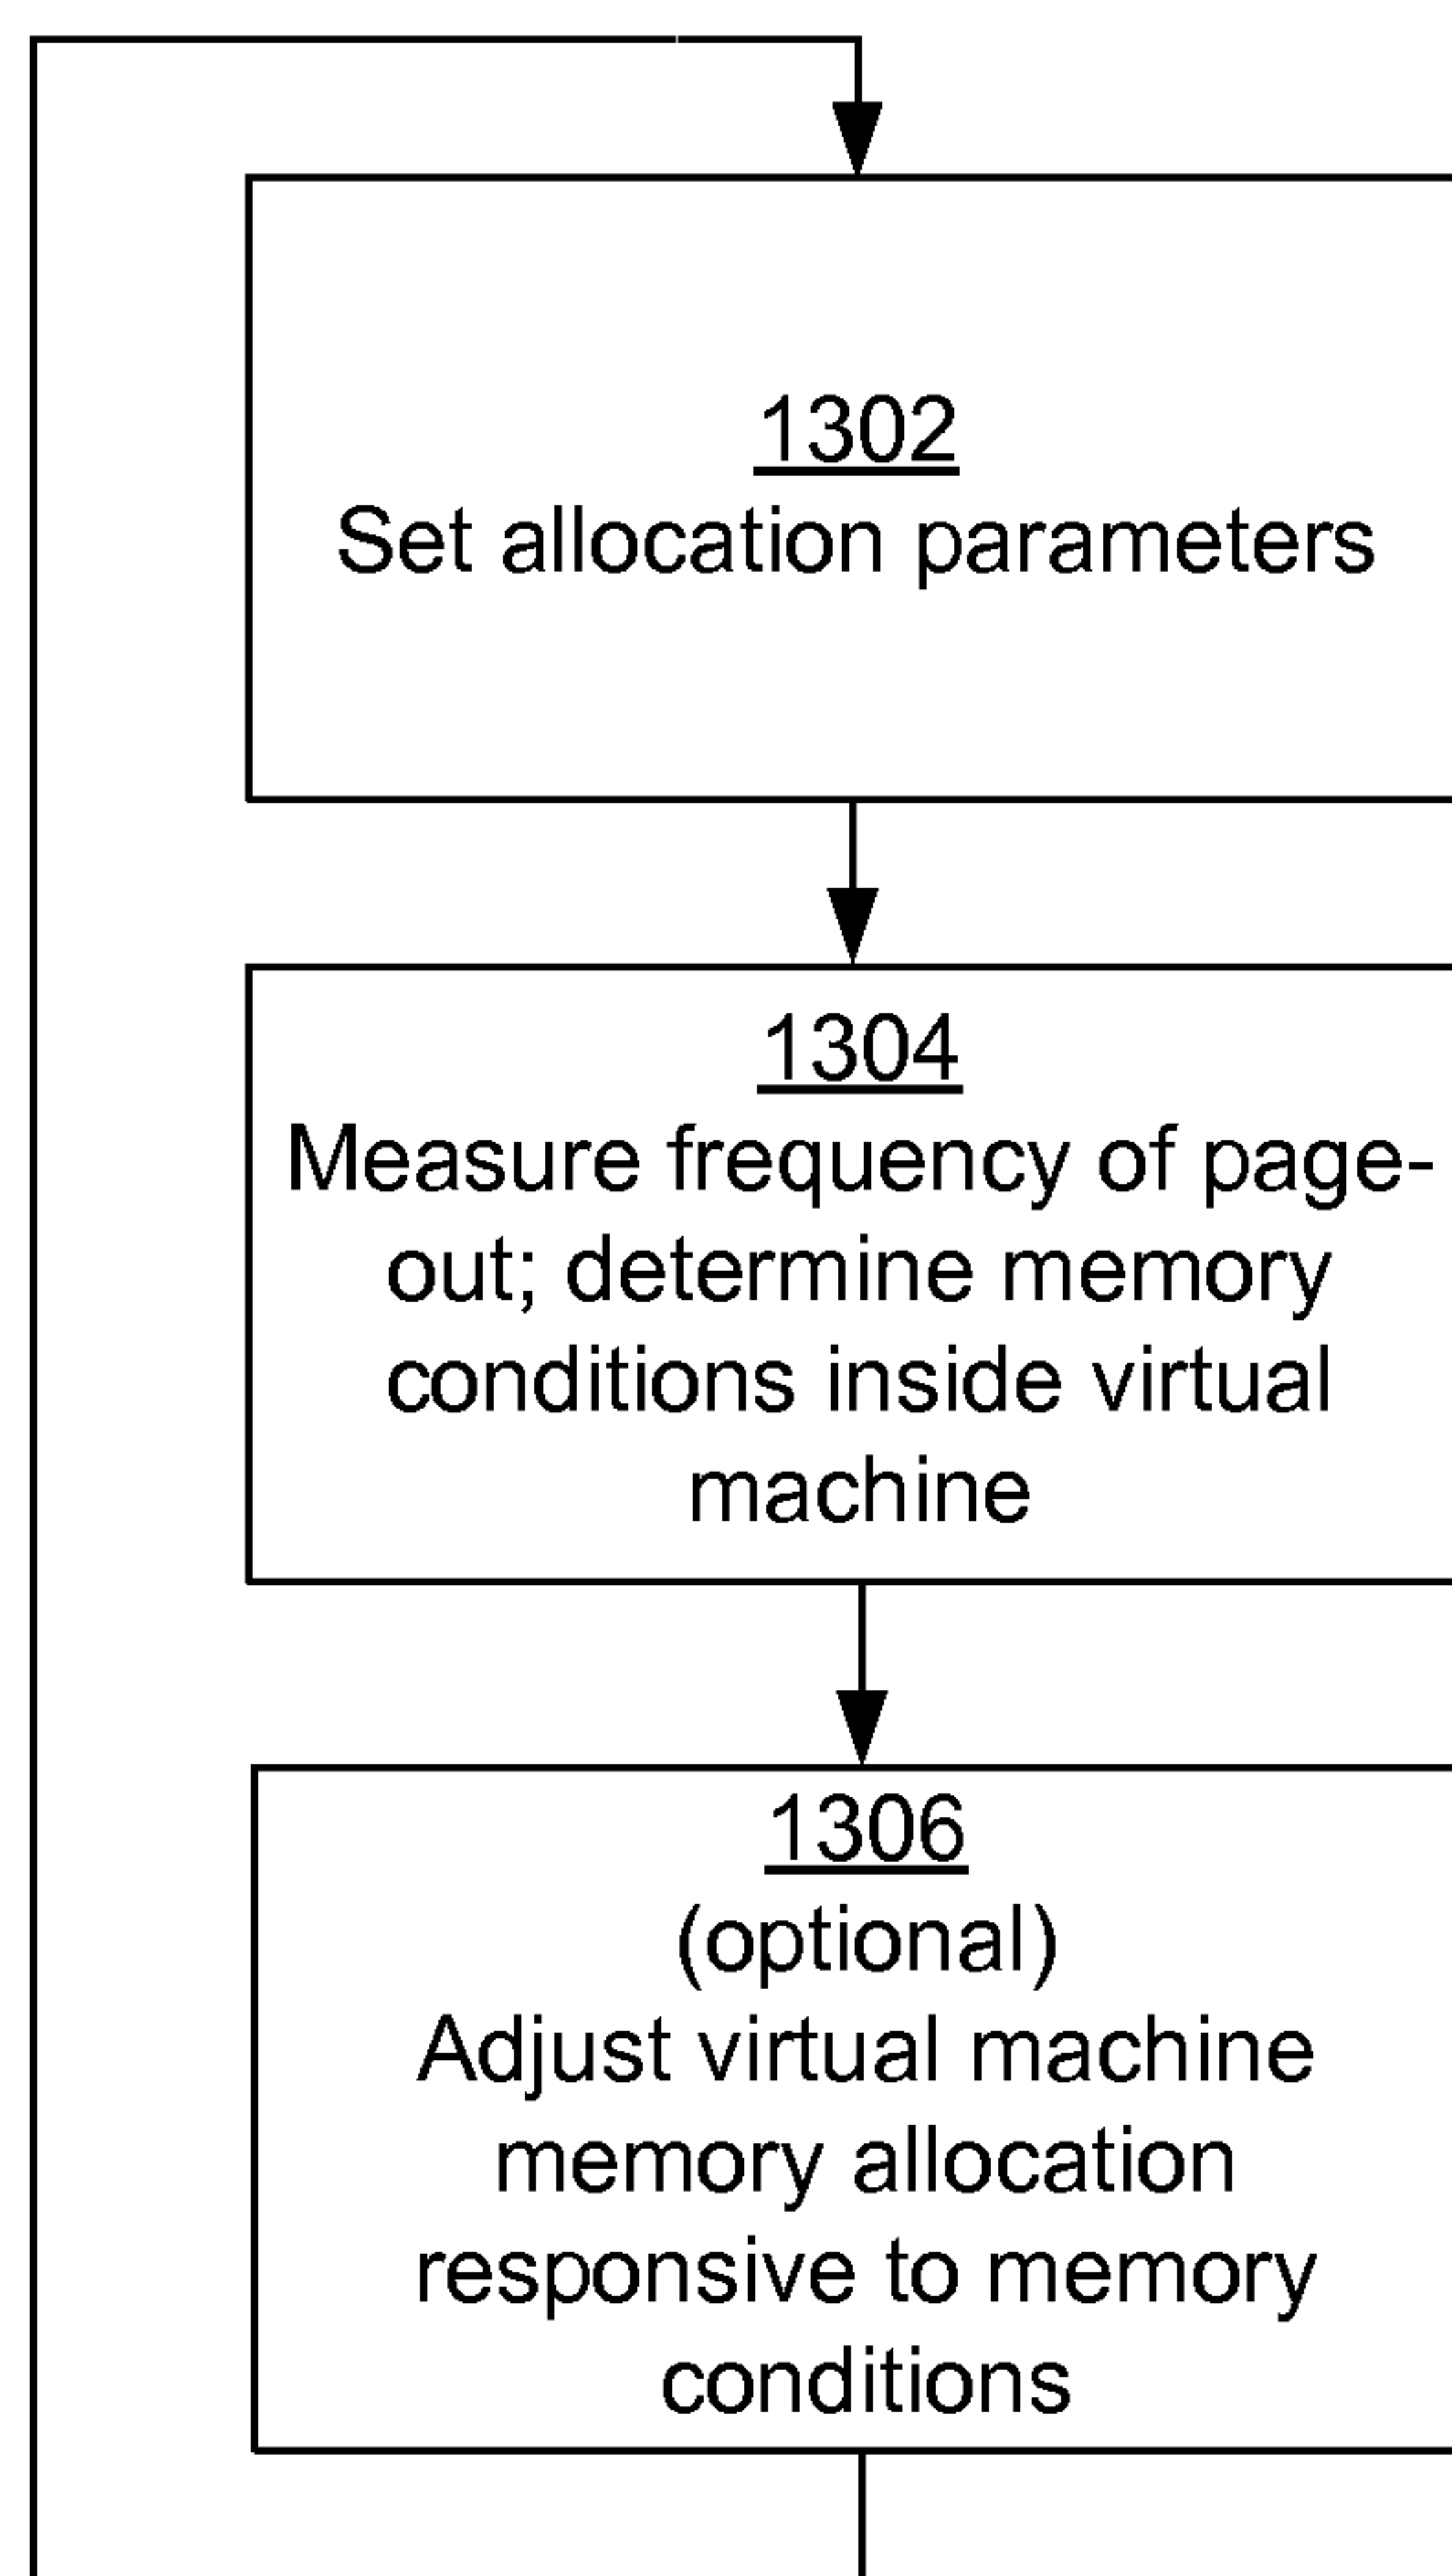 1302
Set allocation parameters
1304
Measure frequency of page-
out; determine memory
conditions inside virtual
machine
1306
(optional)
Adjust virtual machine
memory allocation
responsive to memory
conditions